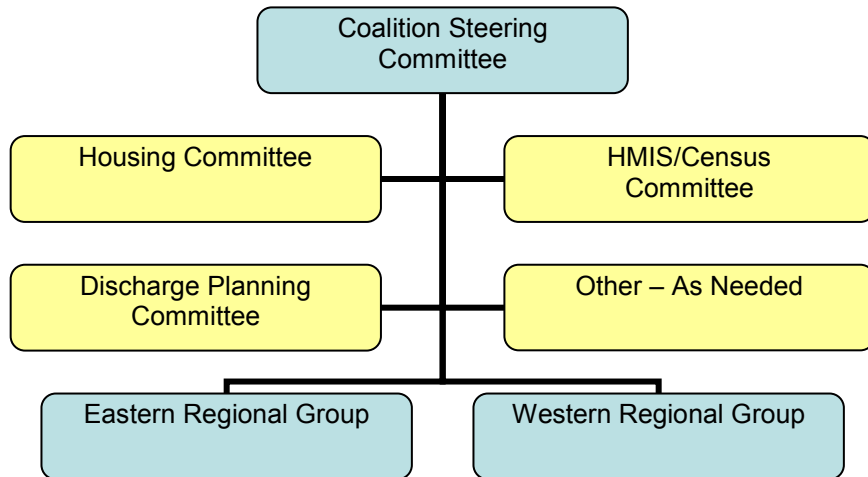 Coalition Steering
Committee
Housing Committee
HMIS/Census
Committee
Discharge Planning
Committee
Other – As Needed
Eastern Regional Group
Western Regional Group